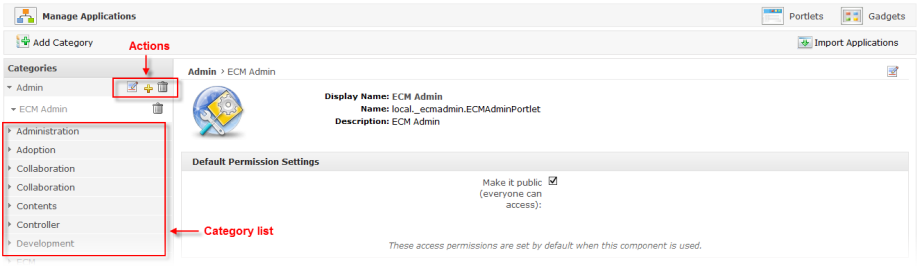 Manage Applications
Portlets
Gadgets
Add Category
Actions
Import Applications
Categories
Admin
ECM Admin
Administration
Adoption
Collaboration
Collaboration
Contents
Controller
Development
ECM
Admin > ECM Admin
Display Name: ECM Admin
Name: local._ecmadmin.ECMAdminPortlet
Description: ECM Admin
Default Permission Settings
Make it public
(everyone can
access):
Category list
These access permissions are set by default when this component is used.